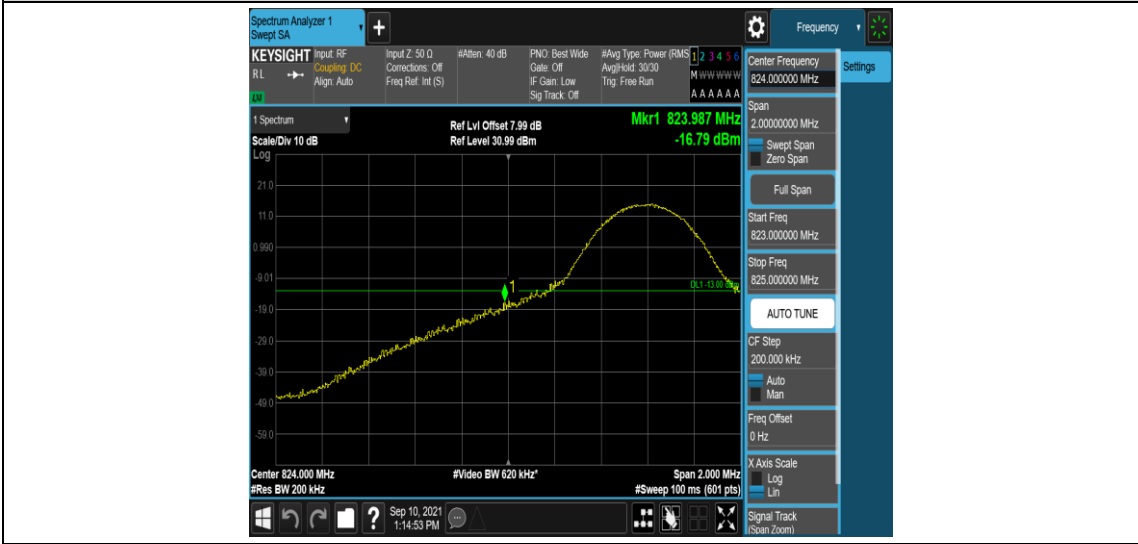 Spectrum Analyzer 1
Swept SA
+
Frequency
KEYSIGHT
RL
Input: RF
Coupling: DC
Align: Auto
Input Z: 50 Ω
Corrections: Off
Freq Ref: Int (S)
#Atten: 40 dB
PNO: Best Wide
Gate: Off
IF Gain: Low
Sig Track: Off
#Avg Type: Power (RMS
Avg|Hold: 30/30
Trig: Free Run
1 2 3 4 5 6
M W W W W W
A A A A A A
1 Spectrum
Scale/Div 10 dB
Log
Ref Lvl Offset 7.99 dB
Ref Level 30.99 dBm
Mkr1 823.987 MHz
-16.79 dBm
21.0
11.0
0.990
-9.01
-19.0
-29.0
-39.0
-49.0
-59.0
1
DL1 -13.00 dBm
Center 824.000 MHz
#Res BW 200 kHz
#Video BW 620 kHz*
Span 2.000 MHz
#Sweep 100 ms (601 pts)
?
Sep 10, 2021
1:14:53 PM
Center Frequency
824.000000 MHz
Settings
Span
2.00000000 MHz
Swept Span
Zero Span
Full Span
Start Freq
823.000000 MHz
Stop Freq
825.000000 MHz
AUTO TUNE
CF Step
200.000 kHz
Auto
Man
Freq Offset
0 Hz
X Axis Scale
Log
Lin
Signal Track
(Span Zoom)